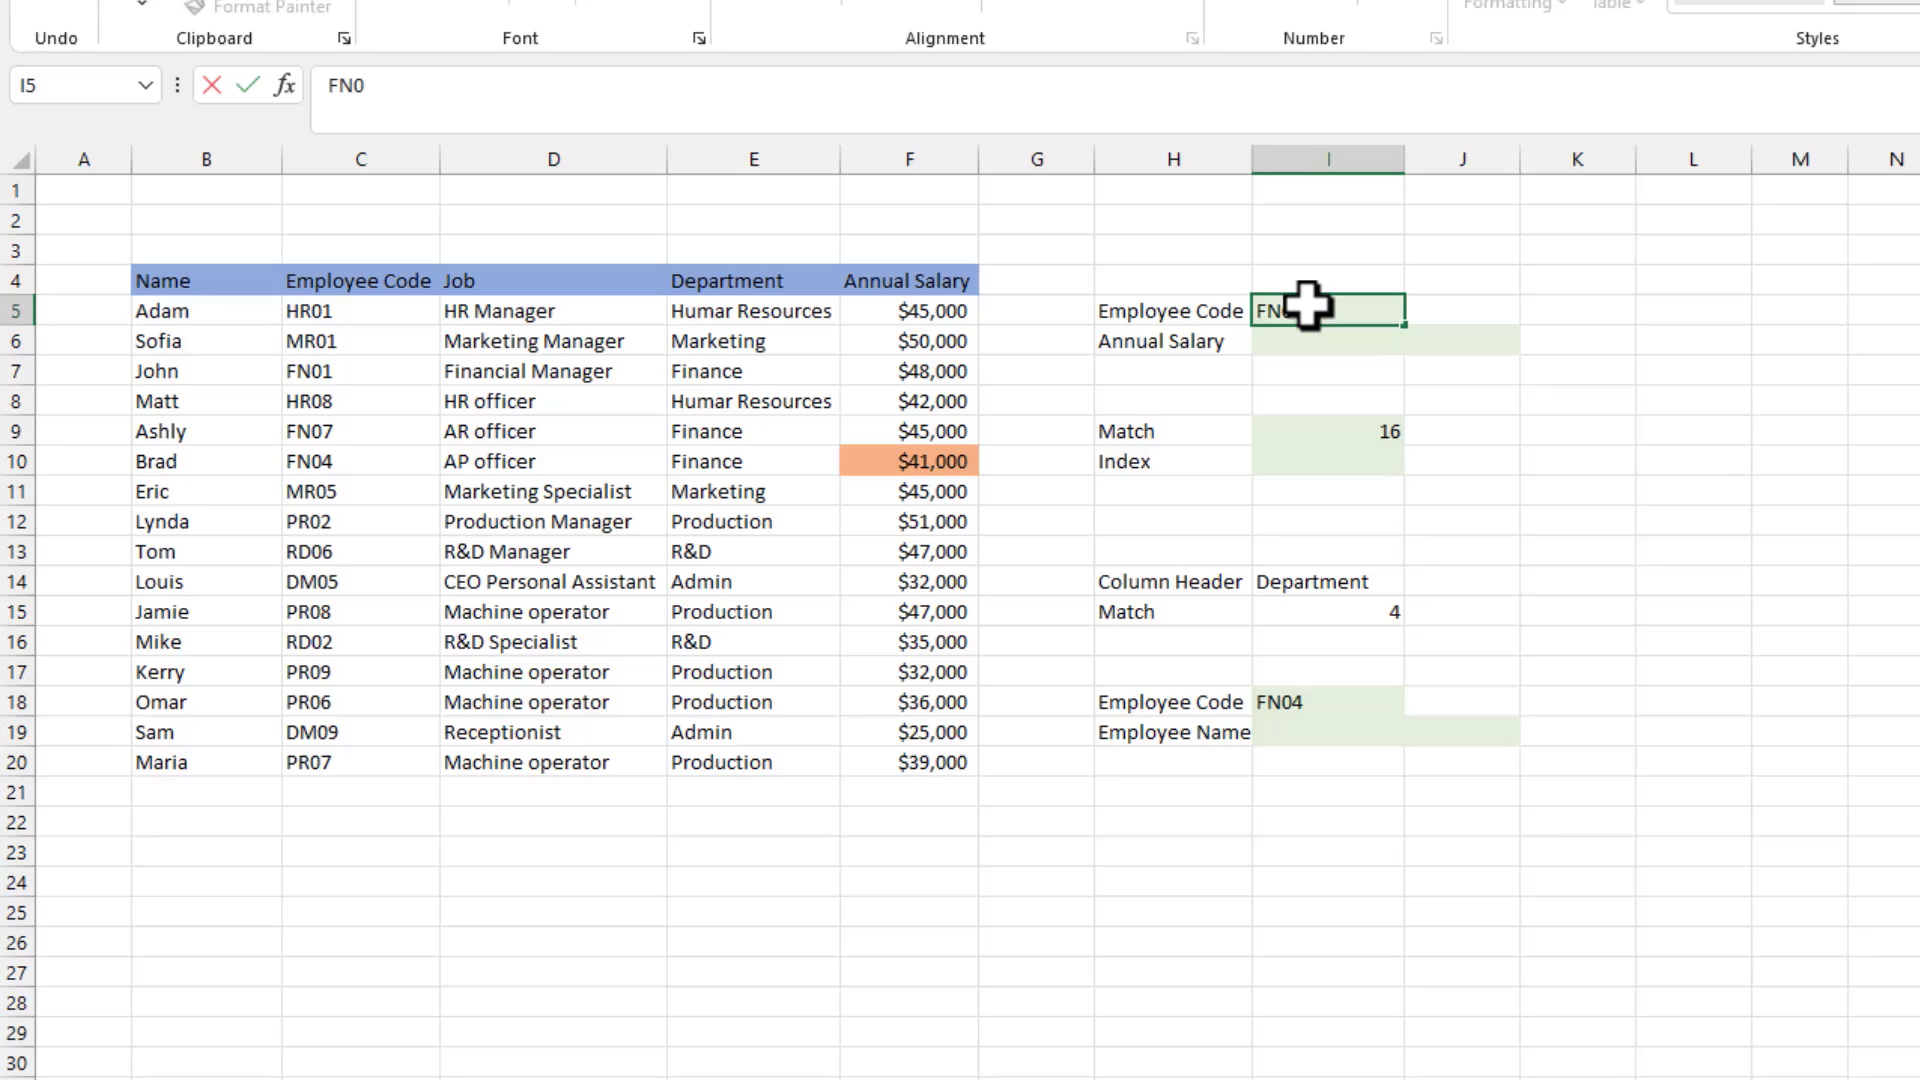 Format Painter
Formatting Table
Undo Clipboard Font Alignment Number Styles
I5 fx FN0
A B C D E F G H I J K L M N
1
2
3
4 Name Employee Code Job Department Annual Salary
5 Adam HR01 HR Manager Humar Resources $45,000 Employee Code
6 Sofia MR01 Marketing Manager Marketing $50,000 Annual Salary
7 John FN01 Financial Manager Finance $48,000
8 Matt HR08 HR officer Humar Resources $42,000
9 Ashly FN07 AR officer Finance $45,000 Match 16
10 Brad FN04 AP officer Finance $41,000 Index
11 Eric MR05 Marketing Specialist Marketing $45,000
12 Lynda PR02 Production Manager Production $51,000
13 Tom RD06 R&D Manager R&D $47,000
14 Louis DM05 CEO Personal Assistant Admin $32,000 Column Header Department
15 Jamie PR08 Machine operator Production $47,000 Match 4
16 Mike RD02 R&D Specialist R&D $35,000
17 Kerry PR09 Machine operator Production $32,000
18 Omar PR06 Machine operator Production $36,000 Employee Code FN04
19 Sam DM09 Receptionist Admin $25,000 Employee Name
20 Maria PR07 Machine operator Production $39,000
21
22
23
24
25
26
27
28
29
30